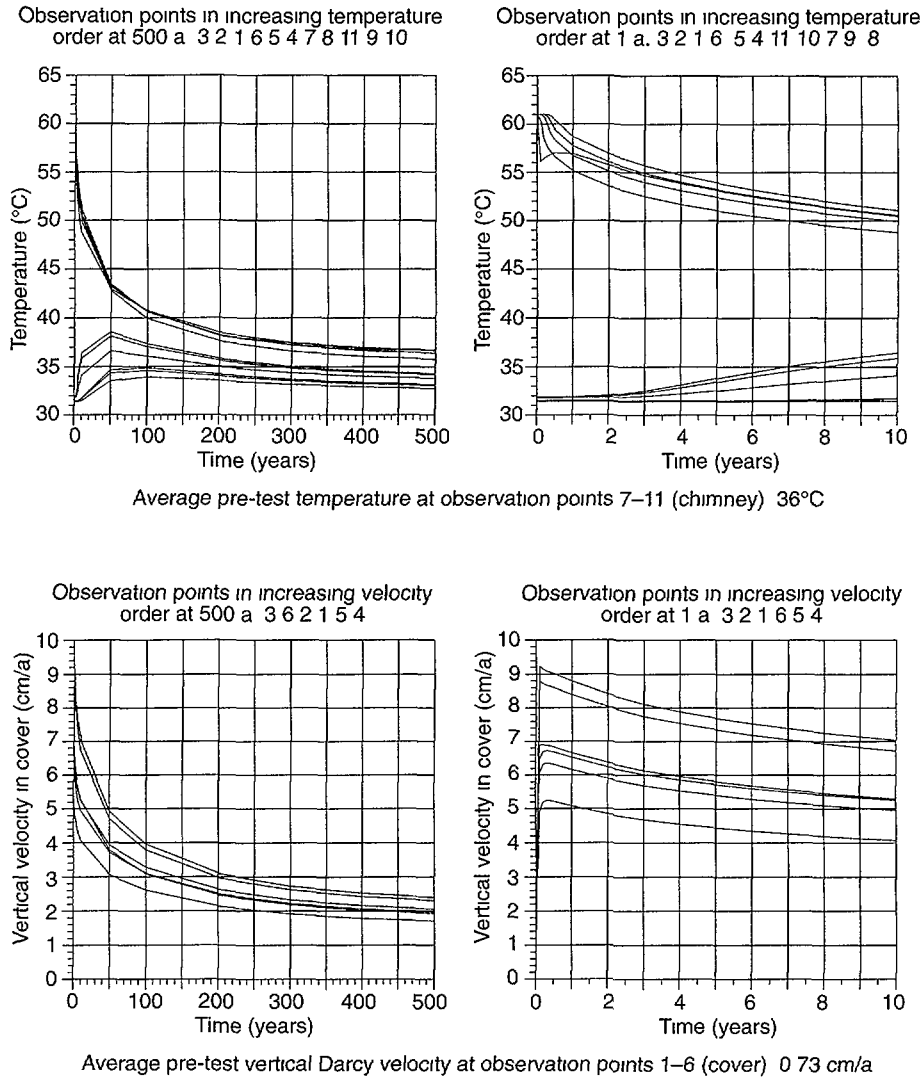 Observation points in increasing temperature
order at 500 a 3 2 1 6 5 4 7 8 11 9 10
65
60
55
50
45
40
35
30
Temperature (°C)
0 100 200 300 400 500
Time (years)
Observation points in increasing temperature
order at 1 a. 3 2 1 6 5 4 11 10 7 9 8
65
60
55
50
45
40
35
30
Temperature (°C)
0 2 4 6 8 10
Time (years)
Average pre-test temperature at observation points 7–11 (chimney) 36°C
Observation points in increasing velocity
order at 500 a 3 6 2 1 5 4
10
9
8
7
6
5
4
3
2
1
0
Vertical velocity in cover (cm/a)
0 100 200 300 400 500
Time (years)
Observation points in increasing velocity
order at 1 a 3 2 1 6 5 4
10
9
8
7
6
5
4
3
2
1
0
Vertical velocity in cover (cm/a)
0 2 4 6 8 10
Time (years)
Average pre-test vertical Darcy velocity at observation points 1–6 (cover) 0 73 cm/a